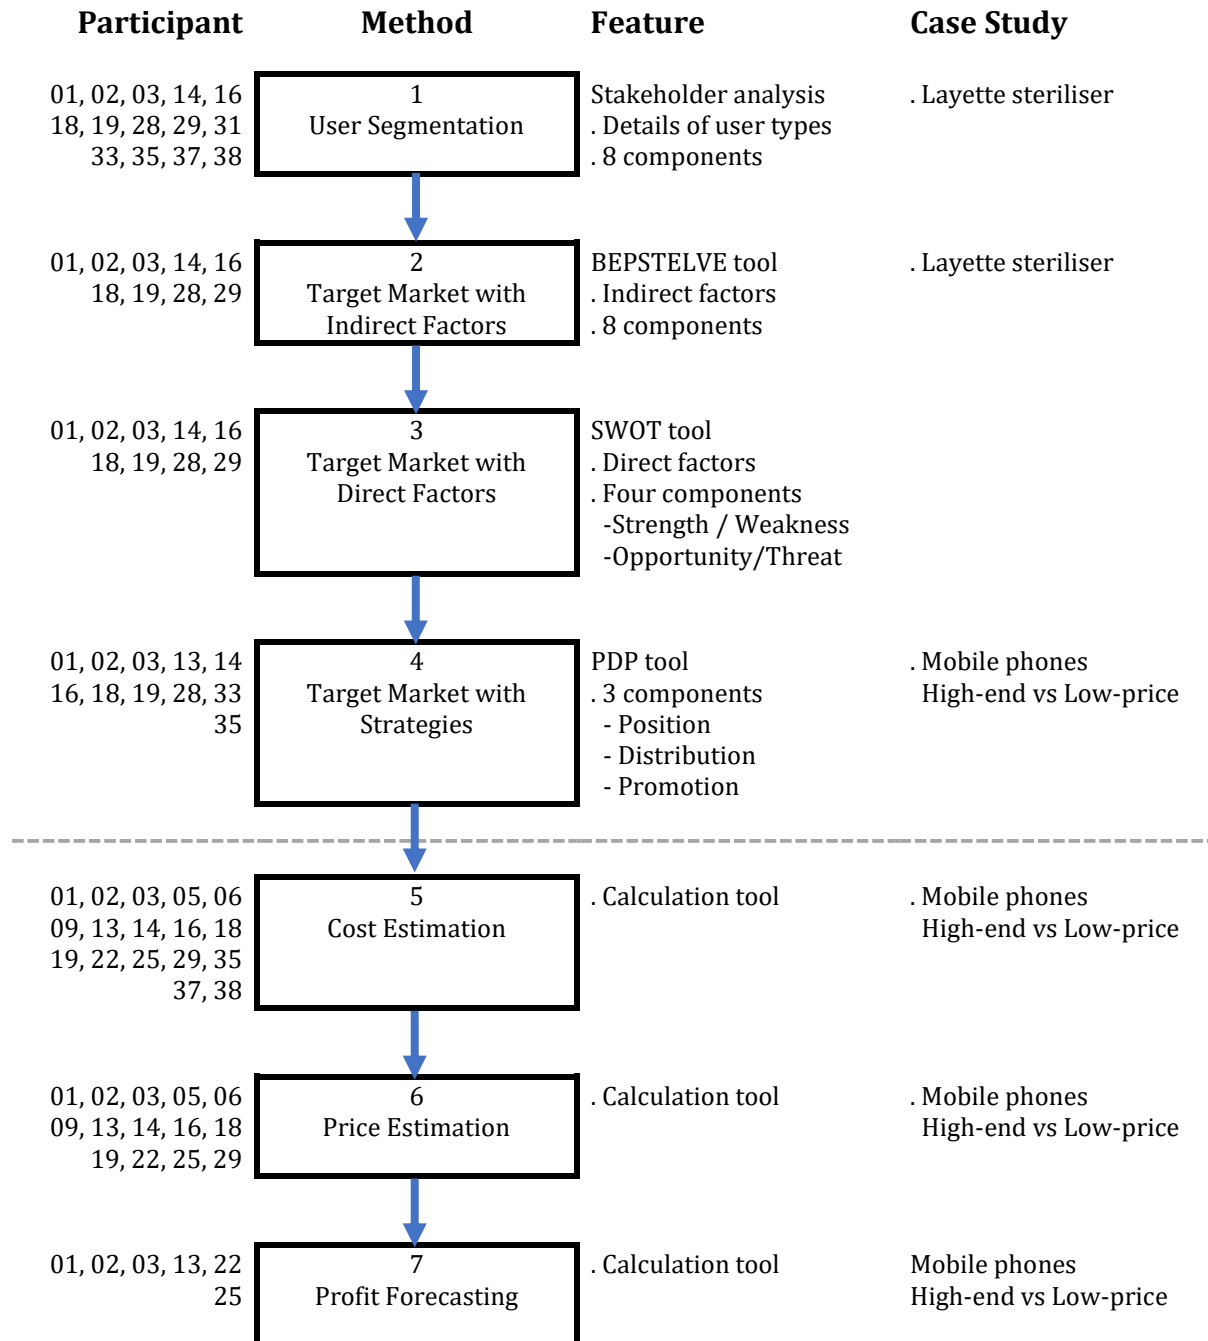 Participant Method Feature Case Study
01, 02, 03, 14, 16
18, 19, 28, 29, 31
33, 35, 37, 38
1
User Segmentation
Stakeholder analysis
. Details of user types
. 8 components
. Layette steriliser
01, 02, 03, 14, 16
18, 19, 28, 29
2
Target Market with
Indirect Factors
BEPSTELVE tool
. Indirect factors
. 8 components
. Layette steriliser
01, 02, 03, 14, 16
18, 19, 28, 29
3
Target Market with
Direct Factors
SWOT tool
. Direct factors
. Four components
-Strength / Weakness
-Opportunity/Threat
01, 02, 03, 13, 14
16, 18, 19, 28, 33
35
4
Target Market with
Strategies
PDP tool
. 3 components
- Position
- Distribution
- Promotion
. Mobile phones
High-end vs Low-price
01, 02, 03, 05, 06
09, 13, 14, 16, 18
19, 22, 25, 29, 35
37, 38
5
Cost Estimation
. Calculation tool
. Mobile phones
High-end vs Low-price
01, 02, 03, 05, 06
09, 13, 14, 16, 18
19, 22, 25, 29
6
Price Estimation
. Calculation tool
. Mobile phones
High-end vs Low-price
01, 02, 03, 13, 22
25
7
Profit Forecasting
. Calculation tool
Mobile phones
High-end vs Low-price